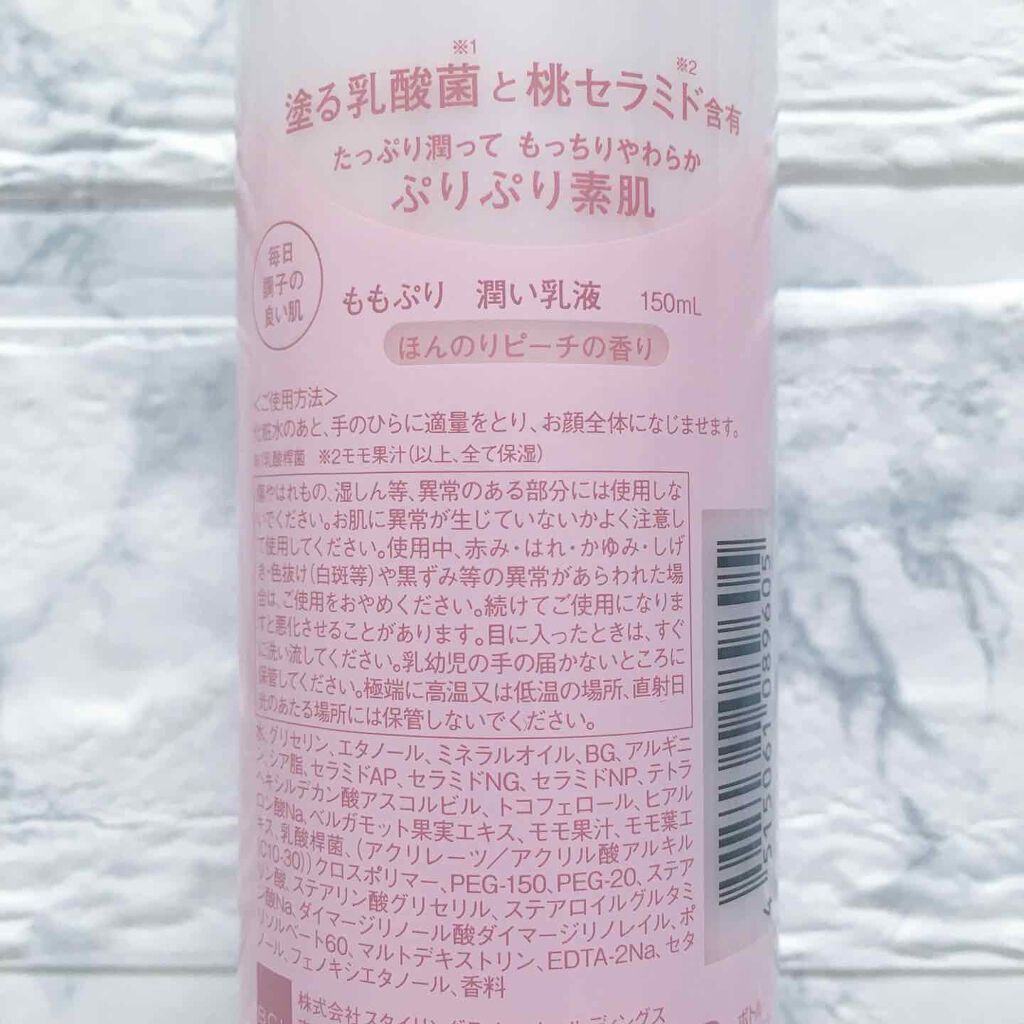 ※1 ※2
塗る乳酸菌と桃セラミド含有
たっぷり潤って もっちりやわらか
ぷりぷり素肌
毎日
調子の
良い肌
ももぷり 潤い乳液 150mL
ほんのりピーチの香り
＜ご使用方法＞
化粧水のあと、手のひらに適量をとり、お顔全体になじませます。
乳酸桿菌 ※2モモ果汁(以上、全て保湿)
傷やはれもの、湿しん等、異常のある部分には使用しな
いでください。お肌に異常が生じていないかよく注意し
て使用してください。使用中、赤み・はれ・かゆみ・しげ
き・色抜け(白斑等)や黒ずみ等の異常があらわれた場
合は、ご使用をおやめください。続けてご使用になりま
すと悪化させることがあります。目に入ったときは、すぐ
に洗い流してください。乳幼児の手の届かないところに
保管してください。極端に高温又は低温の場所、直射日
光のあたる場所には保管しないでください。
水、グリセリン、エタノール、ミネラルオイル、BG、アルギニ
ン、シア脂、セラミドAP、セラミドNG、セラミドNP、テトラ
ヘキシルデカン酸アスコルビル、トコフェロール、ヒアル
ロン酸Na、ベルガモット果実エキス、モモ果汁、モモ葉エ
キス、乳酸桿菌、(アクリレーツ／アクリル酸アルキル
(C10-30))クロスポリマー、PEG-150、PEG-20、ステア
リン酸、ステアリン酸グリセリル、ステアロイルグルタミ
ン酸Na、ダイマージリノール酸ダイマージリノレイル、ポ
リソルベート60、マルトデキストリン、EDTA-2Na、セタ
ノール、フェノキシエタノール、香料
株式会社スタイリング
ボトル
4 515061 089605